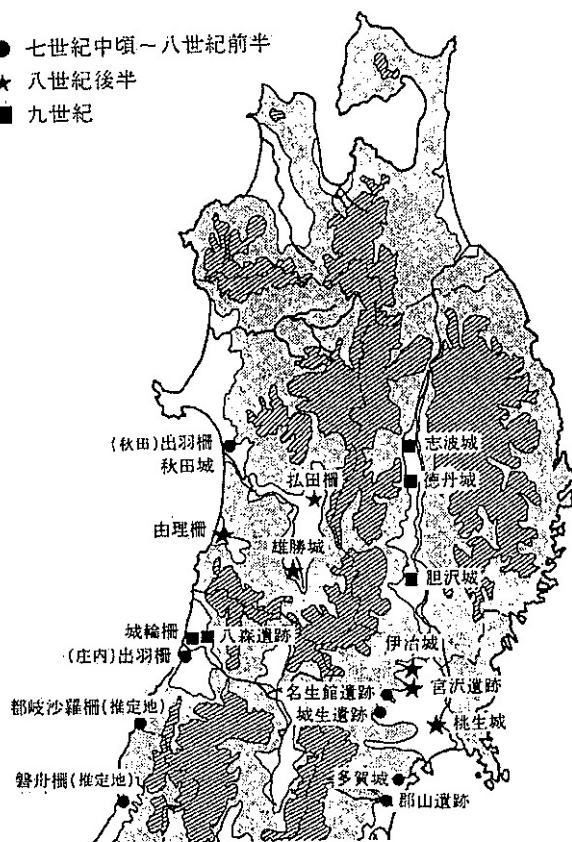 ● 七世紀中頃～八世紀前半
★ 八世紀後半
■ 九世紀
(秋田)出羽柵
秋田城
志波城
払田柵
徳丹城
由理柵
雄勝城
胆沢城
城輪柵
八森遺跡
伊治城
(庄内)出羽柵
名生館遺跡
宮沢遺跡
城生遺跡
都岐沙羅柵(推定地)
桃生城
磐舟柵(推定地)
多賀城
郡山遺跡